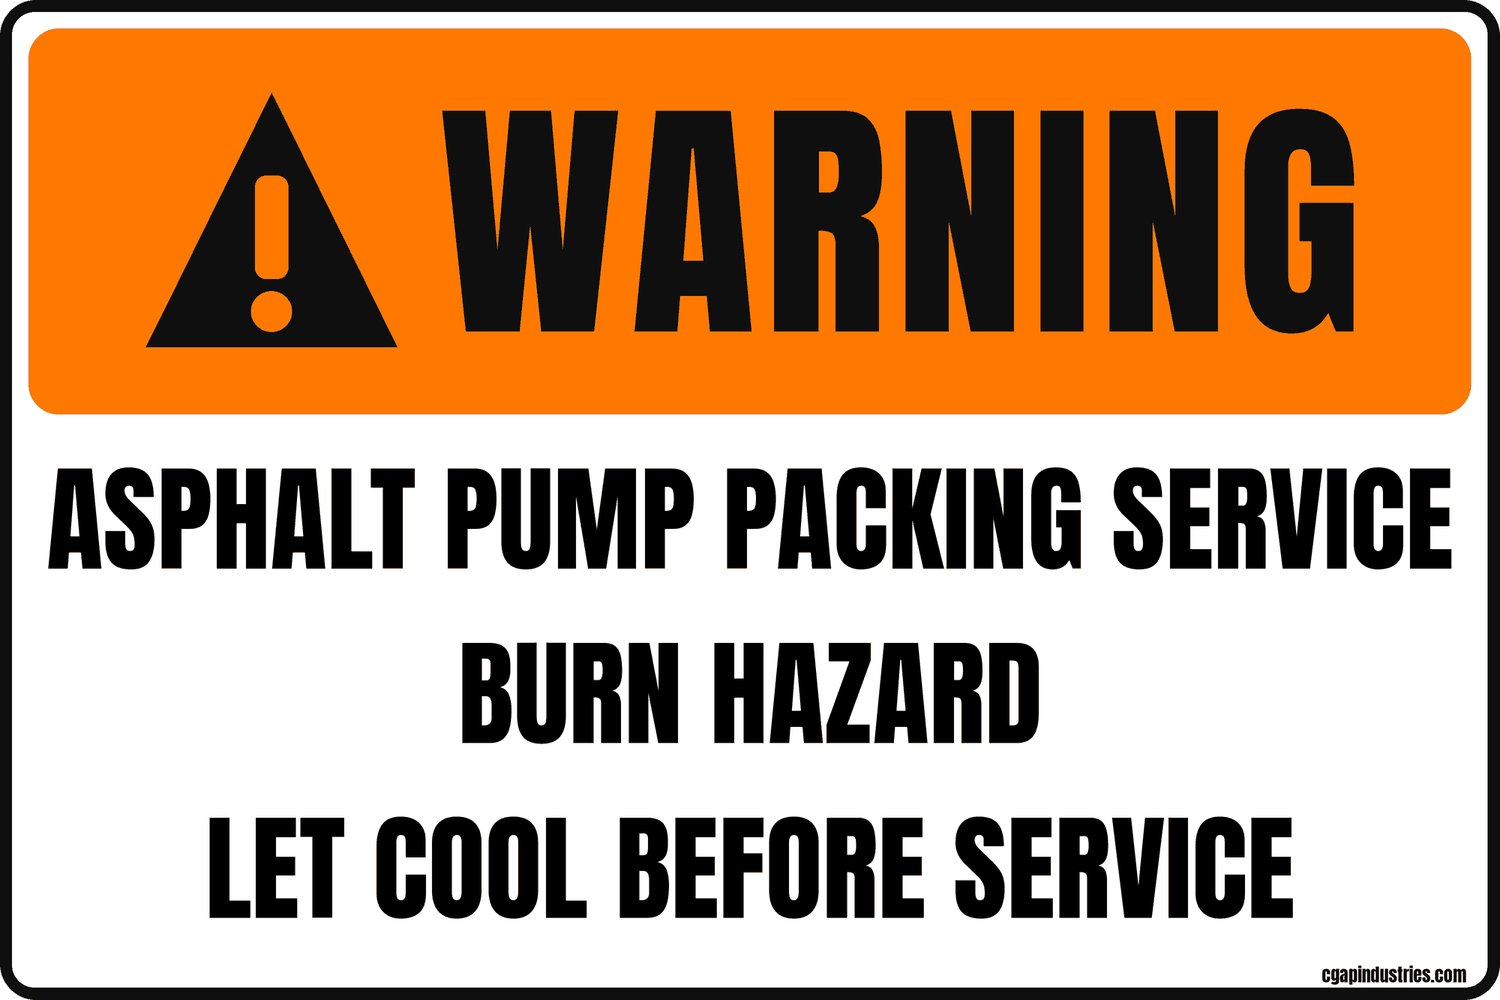 WARNING
ASPHALT PUMP PACKING SERVICE
BURN HAZARD
LET COOL BEFORE SERVICE
cgapindustries.com